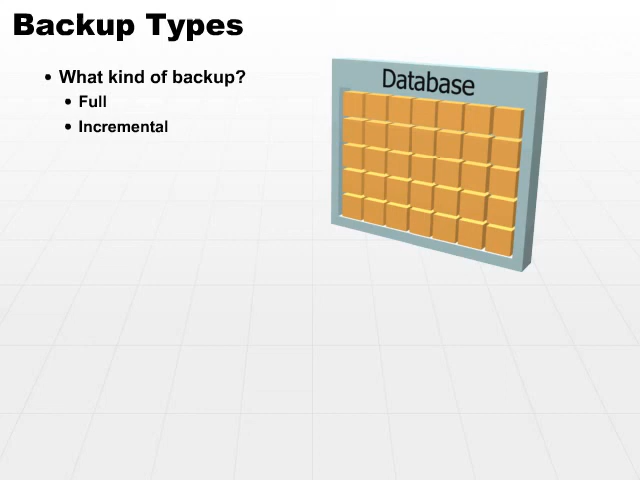 Backup Types
• What kind of backup?
• Full
• Incremental
Database